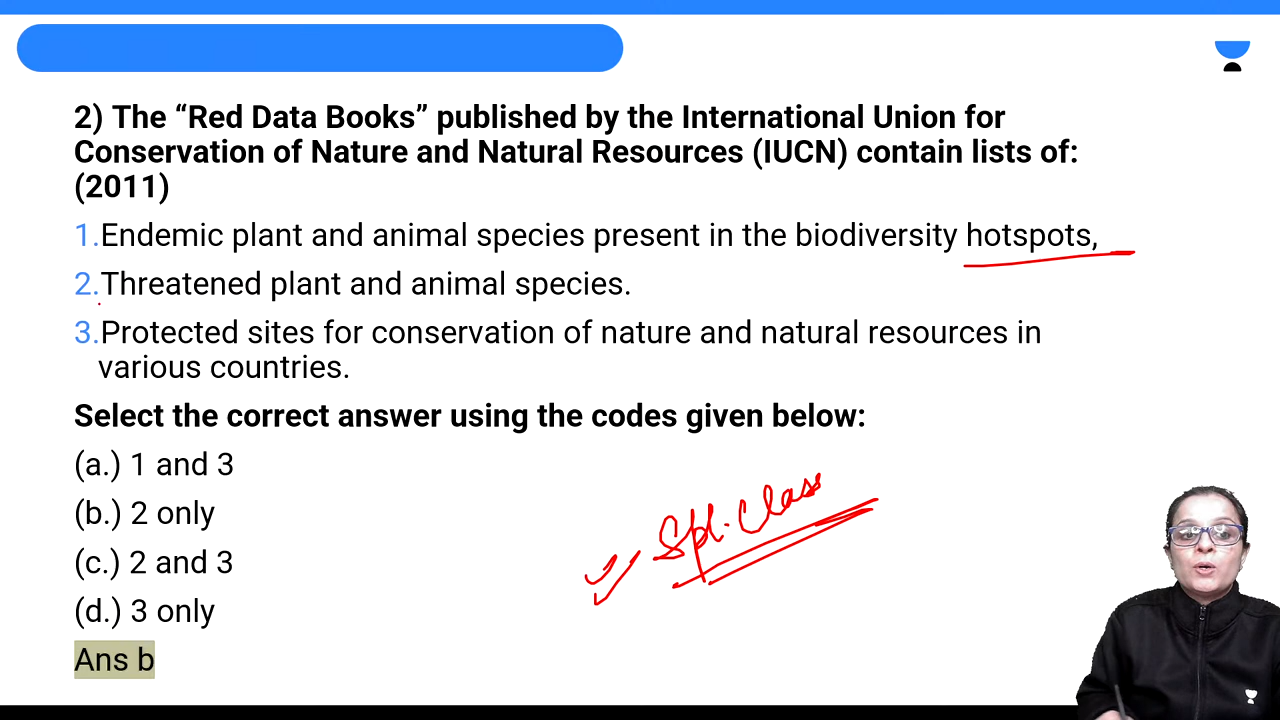 2) The “Red Data Books” published by the International Union for
Conservation of Nature and Natural Resources (IUCN) contain lists of:
(2011)
1.Endemic plant and animal species present in the biodiversity hotspots,
2.Threatened plant and animal species.
3.Protected sites for conservation of nature and natural resources in
various countries.
Select the correct answer using the codes given below:
(a.) 1 and 3
(b.) 2 only
(c.) 2 and 3
Spl. Class
(d.) 3 only
Ans b